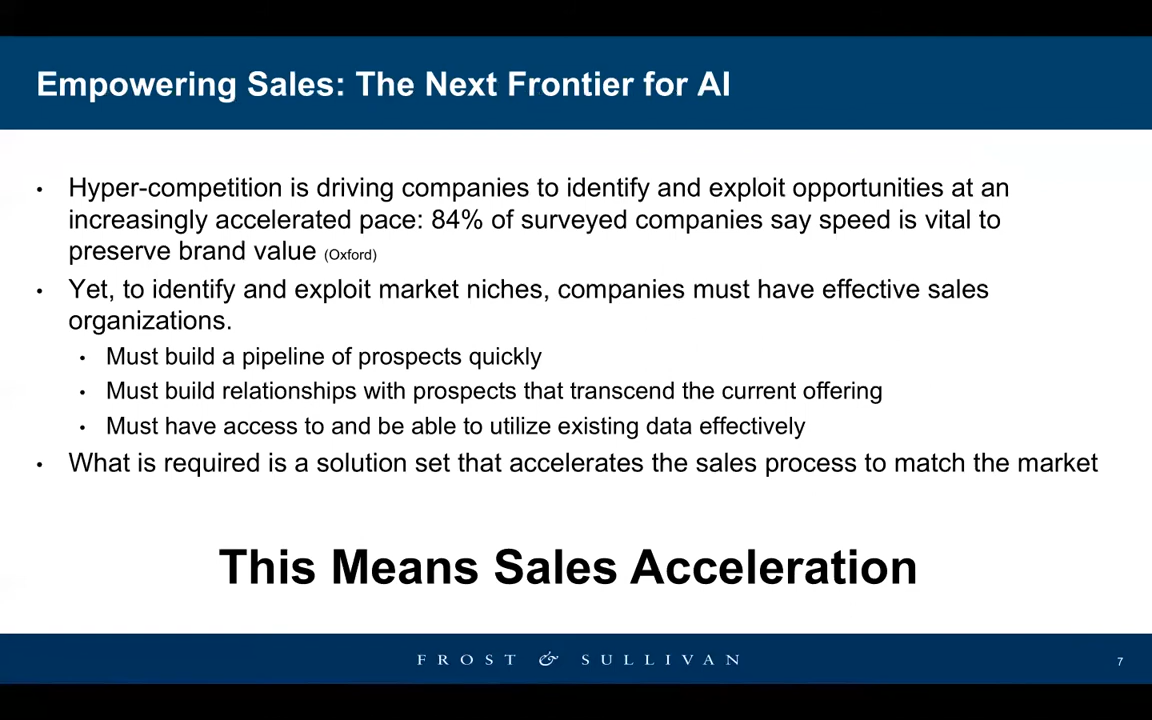 Empowering Sales: The Next Frontier for AI
• Hyper-competition is driving companies to identify and exploit opportunities at an
increasingly accelerated pace: 84% of surveyed companies say speed is vital to
preserve brand value (Oxford)
• Yet, to identify and exploit market niches, companies must have effective sales
organizations.
• Must build a pipeline of prospects quickly
• Must build relationships with prospects that transcend the current offering
• Must have access to and be able to utilize existing data effectively
• What is required is a solution set that accelerates the sales process to match the market
This Means Sales Acceleration
FROST & SULLIVAN
7